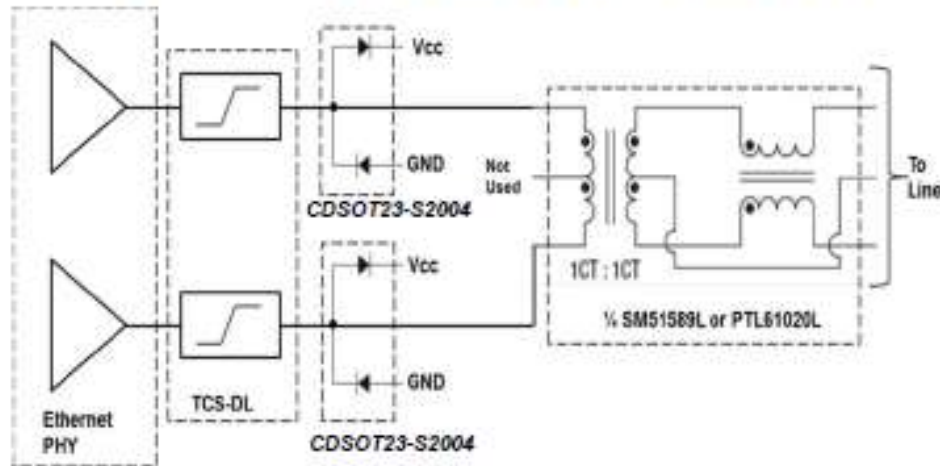 Vcc
GND
CDSOT23-S2004
Vcc
GND
CDSOT23-S2004
Ethernet
PHY
TCS-DL
Not
Used
1CT : 1CT
¼ SM51589L or PTL61020L
To
Line